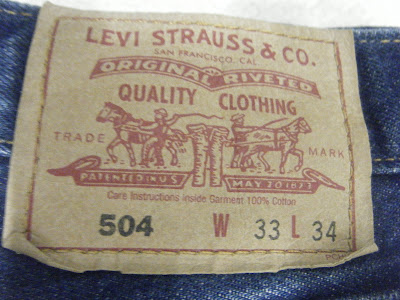 LEVI STRAUSS & CO.
SAN FRANCISCO, CAL
ORIGINAL RIVETED
QUALITY CLOTHING
TRADE MARK
PATENTED IN U.S. MAY 20 1873
Care Instructions inside Garment 100% Cotton
504 W 33 L 34